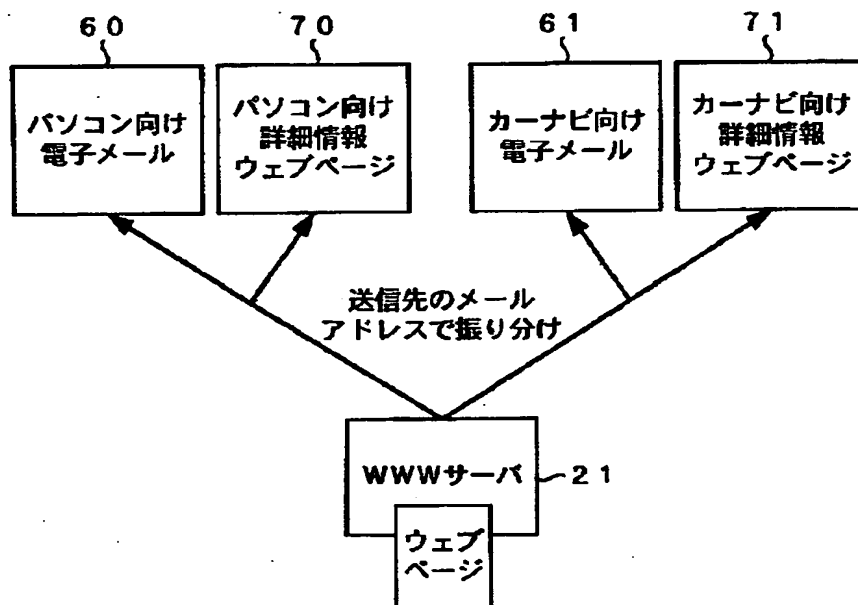 60
70
61
71
パソコン向け
電子メール
パソコン向け
詳細情報
ウェブページ
カーナビ向け
電子メール
カーナビ向け
詳細情報
ウェブページ
送信先のメール
アドレスで振り分け
WWWサーバ
21
ウェブ
ページ